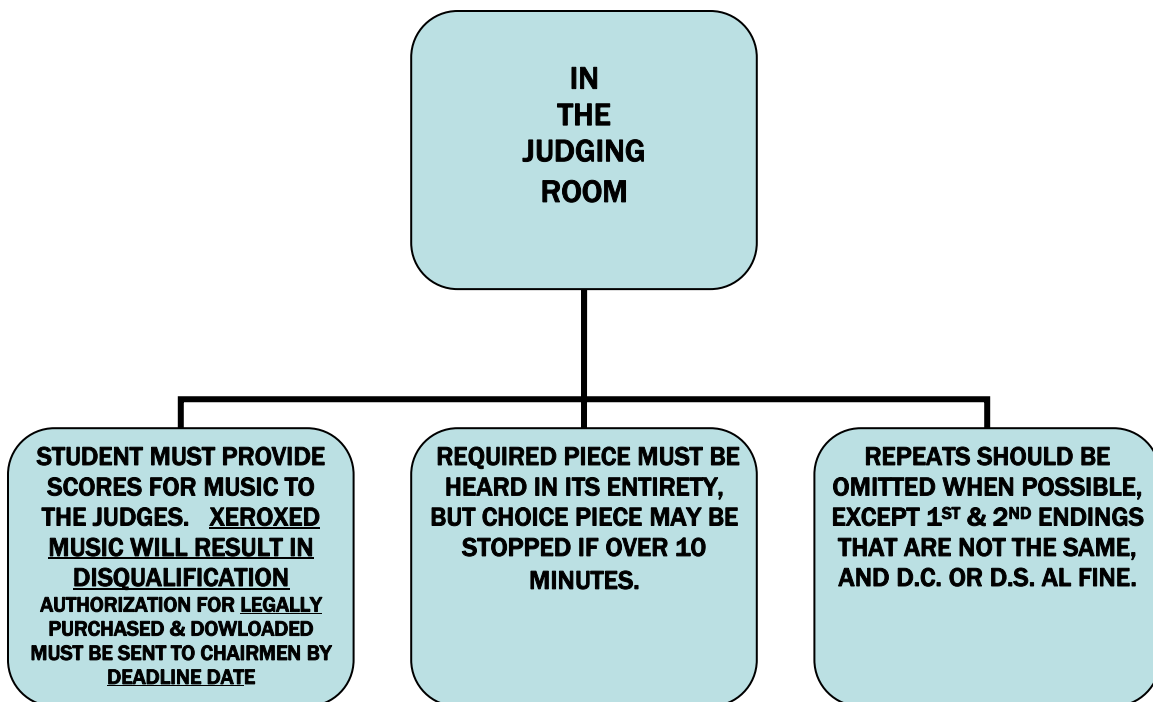 IN
THE
JUDGING
ROOM
STUDENT MUST PROVIDE
SCORES FOR MUSIC TO
THE JUDGES. XEROXED
MUSIC WILL RESULT IN
DISQUALIFICATION
AUTHORIZATION FOR LEGALLY
PURCHASED & DOWLOADED
MUST BE SENT TO CHAIRMEN BY
DEADLINE DATE
REQUIRED PIECE MUST BE
HEARD IN ITS ENTIRETY,
BUT CHOICE PIECE MAY BE
STOPPED IF OVER 10
MINUTES.
REPEATS SHOULD BE
OMITTED WHEN POSSIBLE,
EXCEPT 1ST & 2ND ENDINGS
THAT ARE NOT THE SAME,
AND D.C. OR D.S. AL FINE.